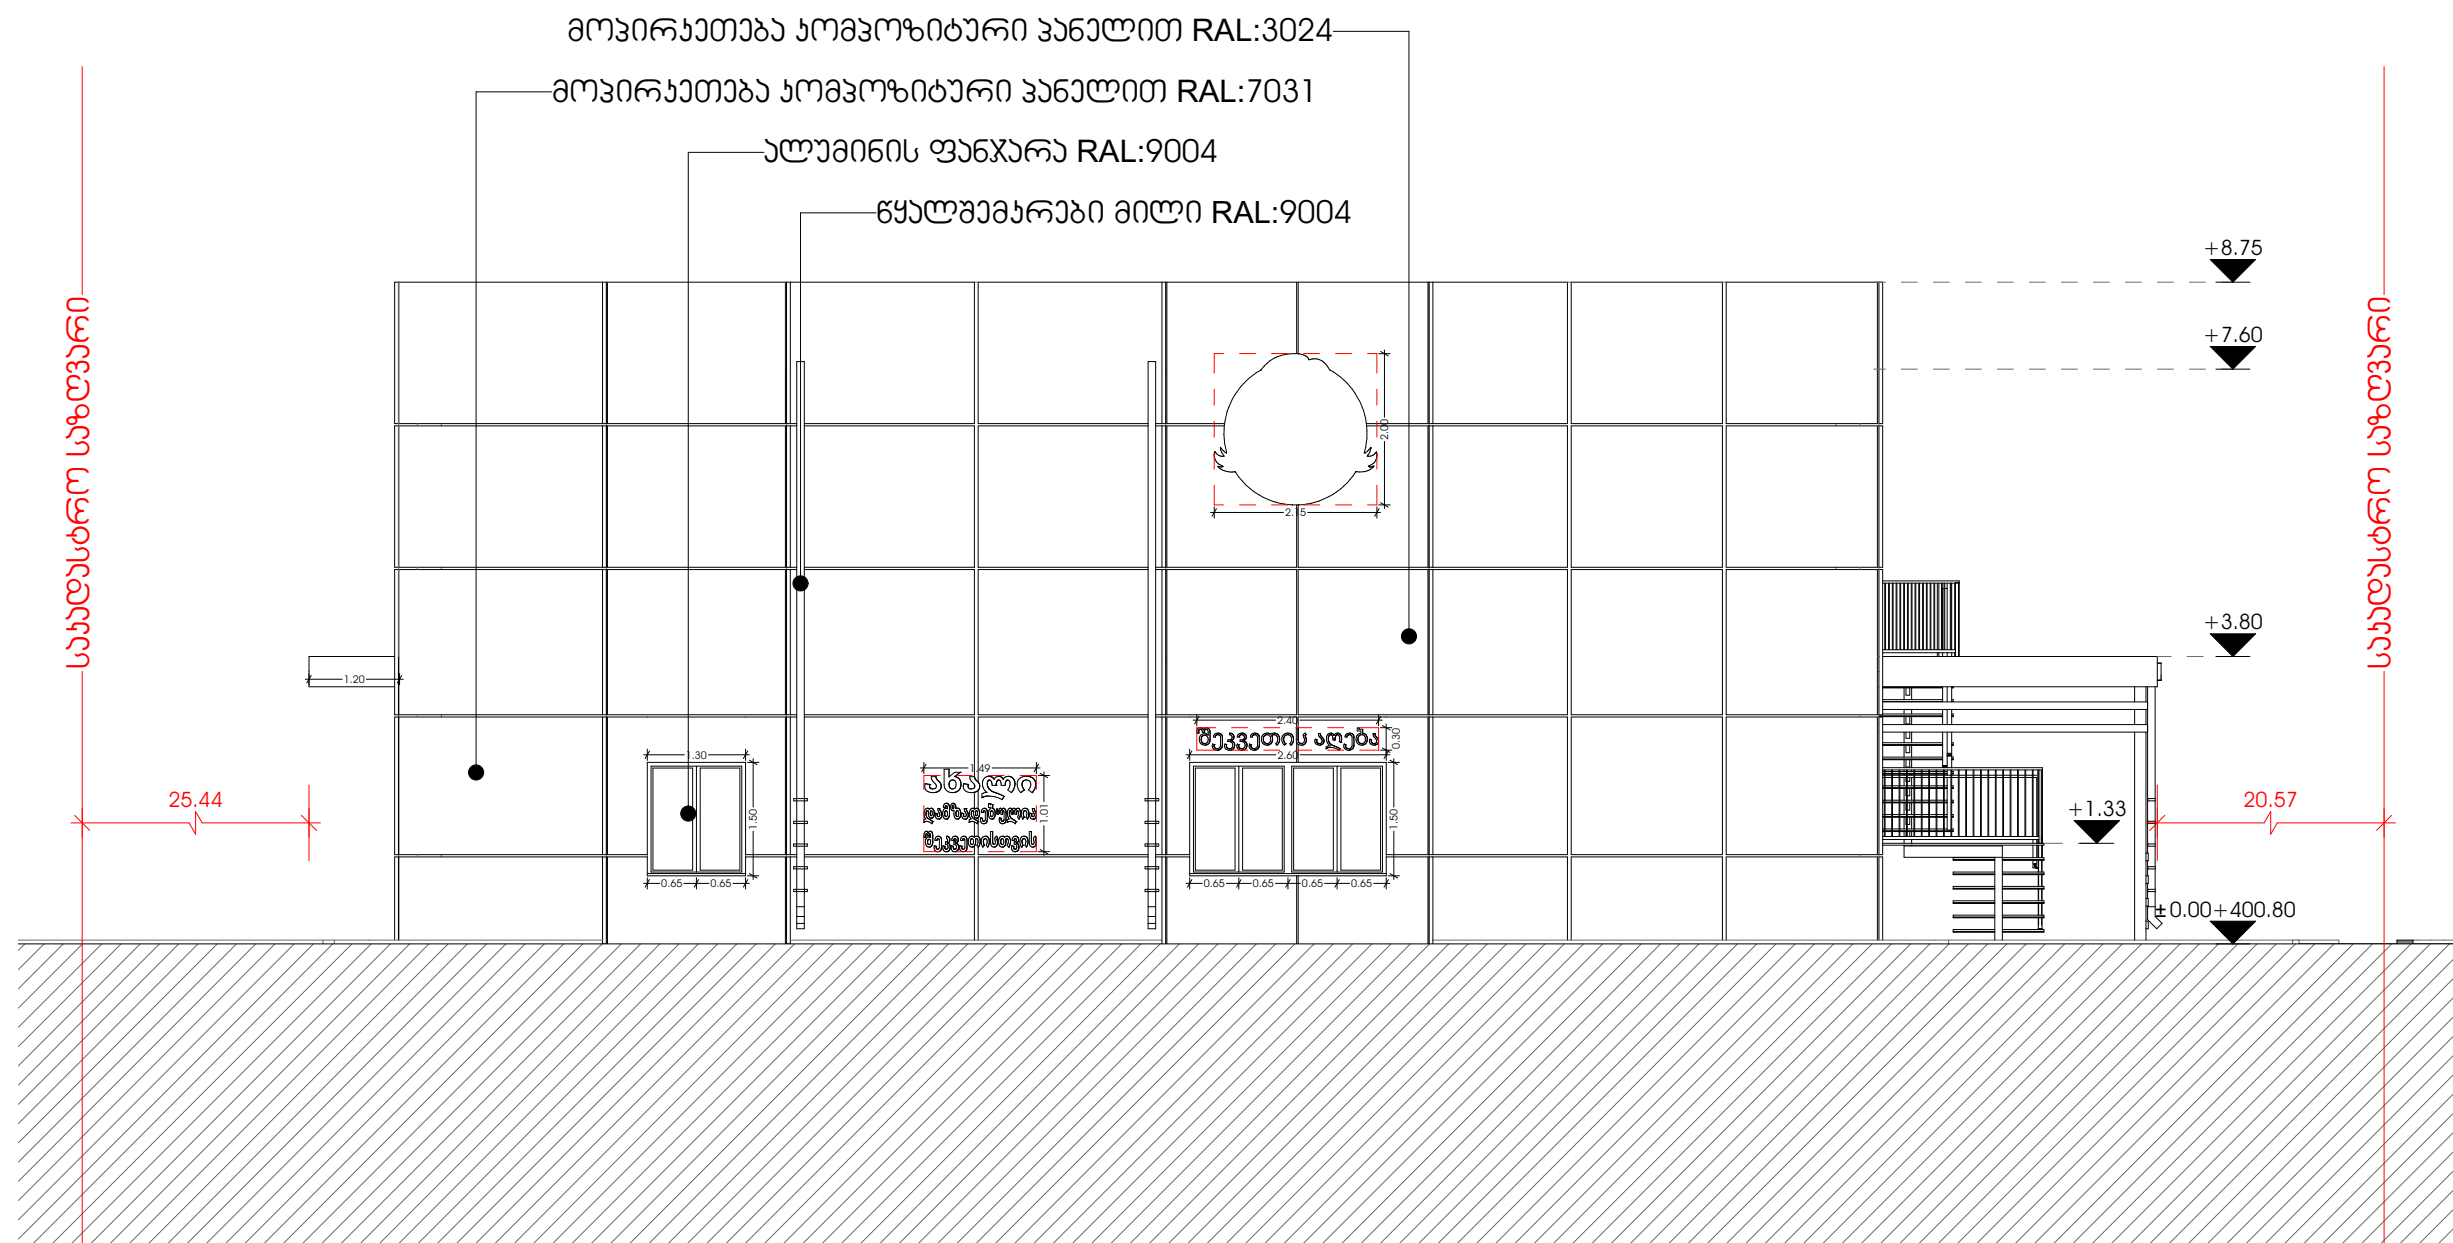 მოპირკეთება კომპოზიტური პანელით RAL:3024
მოპირკეთება კომპოზიტური პანელით RAL:7031
ალუმინის ფანჯარა RAL:9004
წყალშემკრები მილი RAL:9004
+8.75
+7.60
საკადასტრო საზღვარი
საკადასტრო საზღვარი
2.00
2.15
+3.80
1.20
2.40
შეკვეთის აღება
0.30
1.30
2.60
1.49
ახალი
დამზადებულია
შეკვეთისთვის
1.01
1.50
1.50
25.44
20.57
+1.33
0.65
0.65
0.65
0.65
0.65
0.65
±0.00+400.80